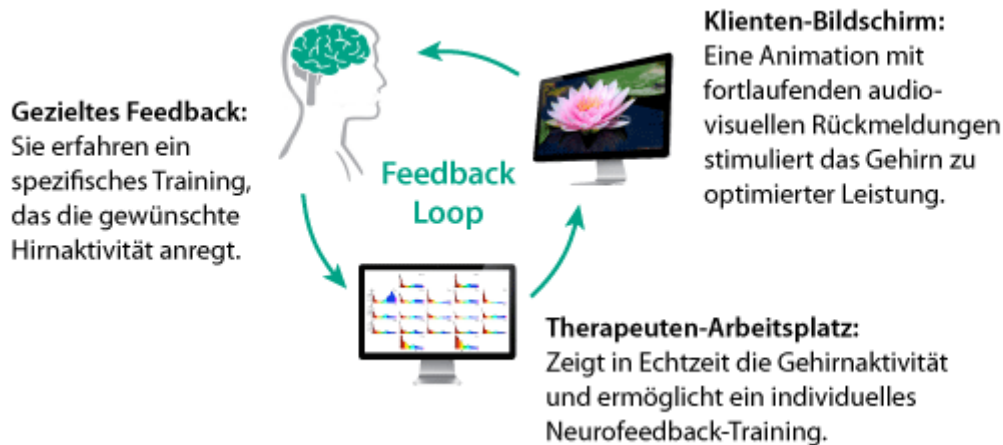 Klienten-Bildschirm:
Eine Animation mit
fortlaufenden audio-
visuellen Rückmeldungen
stimuliert das Gehirn zu
optimierter Leistung.
Gezieltes Feedback:
Sie erfahren ein
spezifisches Training,
das die gewünschte
Hirnaktivität anregt.
Feedback
Loop
Therapeuten-Arbeitsplatz:
Zeigt in Echtzeit die Gehirnaktivität
und ermöglicht ein individuelles
Neurofeedback-Training.